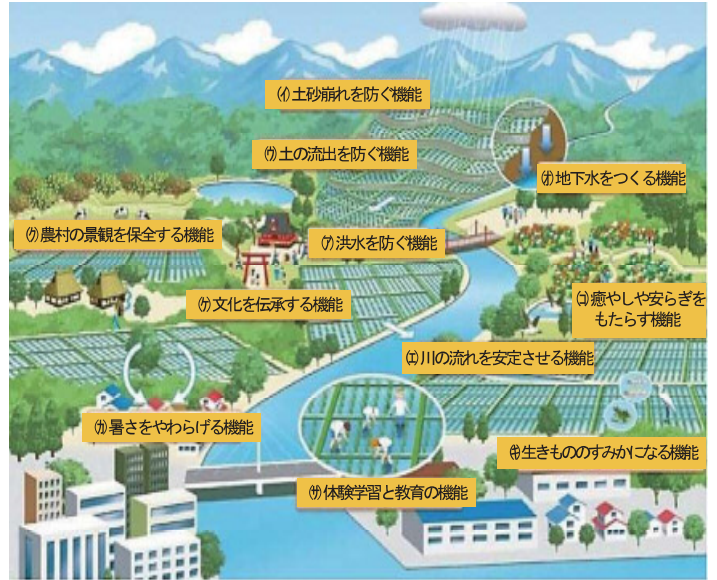 ㋑土砂崩れを防ぐ機能
㋒土の流出を防ぐ機能
㋔地下水をつくる機能
㋗農村の景観を保全する機能
㋐洪水を防ぐ機能
㋘文化を伝承する機能
㋙癒やしや安らぎを
もたらす機能
㋓川の流れを安定させる機能
㋕暑さをやわらげる機能
㋖生きもののすみかになる機能
㋚体験学習と教育の機能